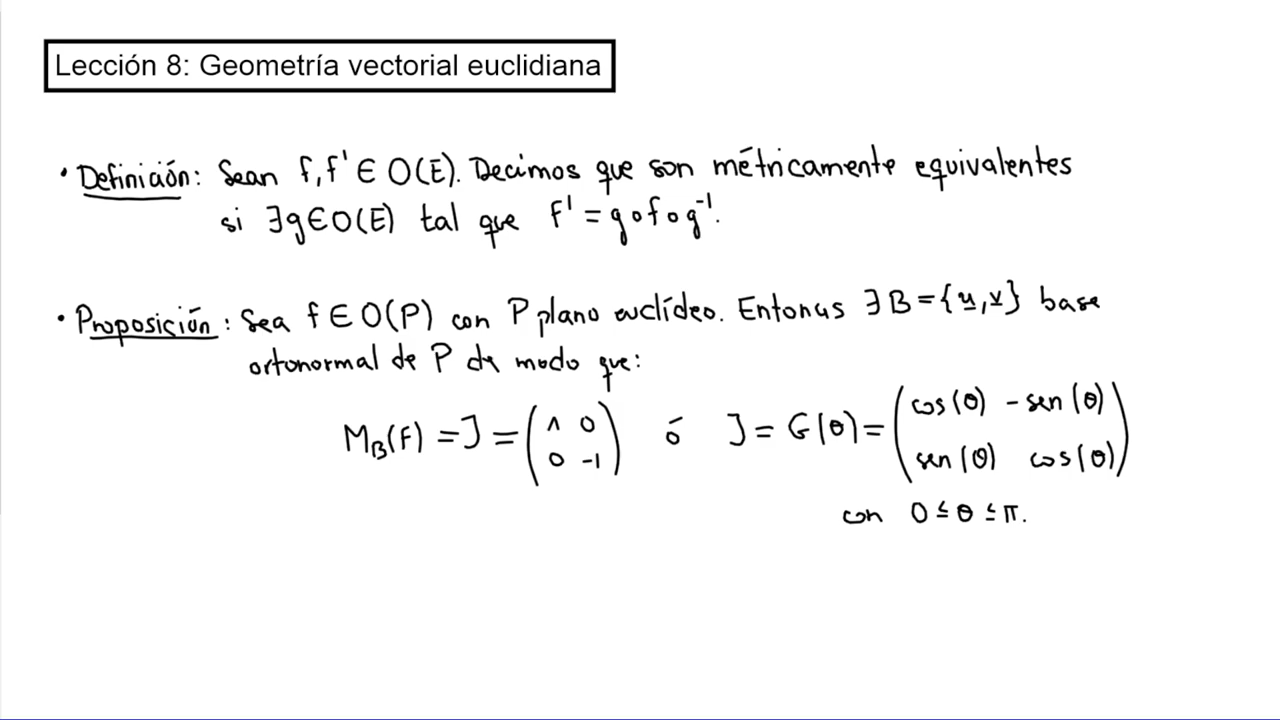 Lección 8: Geometría vectorial euclidiana
· Definición: Sean f, f' ∈ O(E). Decimos que son métricamente equivalentes
si ∃g∈O(E) tal que f' = g∘f∘g⁻¹.
· Proposición: Sea f ∈ O(P) con P plano euclídeo. Entonces ∃ B = {u, v} base
ortonormal de P de modo que:
M_B(f) = J = (1 0; 0 -1) ó J = G(θ) = (cos(θ) -sen(θ); sen(θ) cos(θ))
con 0 ≤ θ ≤ π.